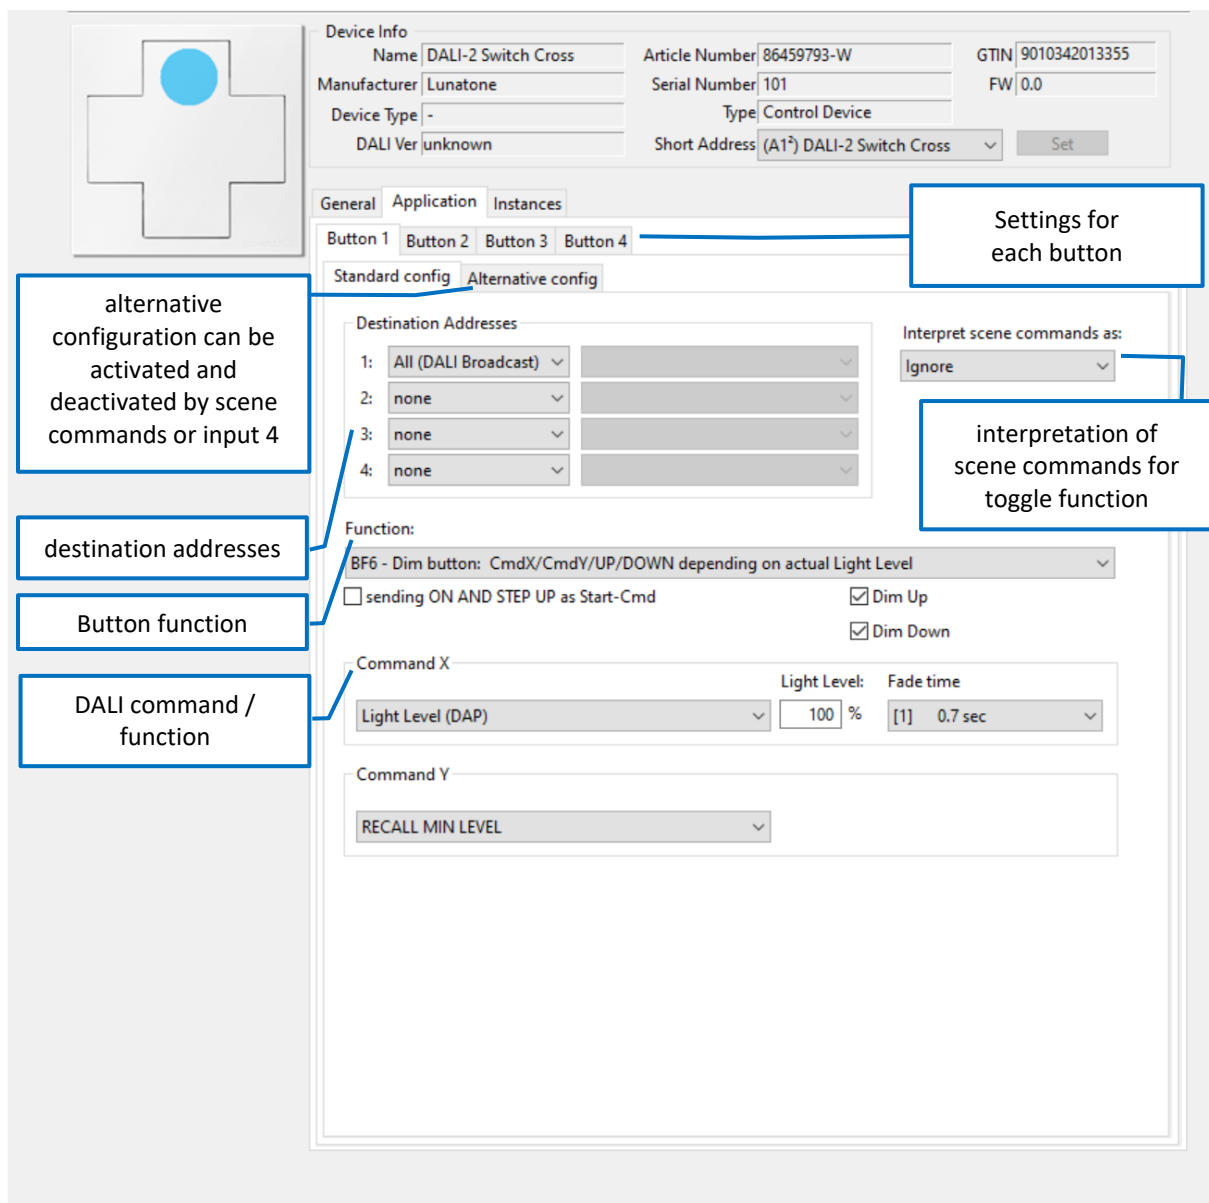 Device Info
Name DALI-2 Switch Cross Article Number 86459793-W GTIN 9010342013355
Manufacturer Lunatone Serial Number 101 FW 0.0
Device Type - Type Control Device
DALI Ver unknown Short Address (A1²) DALI-2 Switch Cross Set
General Application Instances
Button 1 Button 2 Button 3 Button 4
Settings for
each button
Standard config Alternative config
alternative
configuration can be
activated and
deactivated by scene
commands or input 4
Destination Addresses
1: All (DALI Broadcast)
2: none
3: none
4: none
Interpret scene commands as:
Ignore
interpretation of
scene commands for
toggle function
destination addresses
Function:
BF6 - Dim button: CmdX/CmdY/UP/DOWN depending on actual Light Level
sending ON AND STEP UP as Start-Cmd Dim Up
Dim Down
Button function
Command X
Light Level: Fade time
Light Level (DAP) 100 % [1] 0.7 sec
DALI command /
function
Command Y
RECALL MIN LEVEL